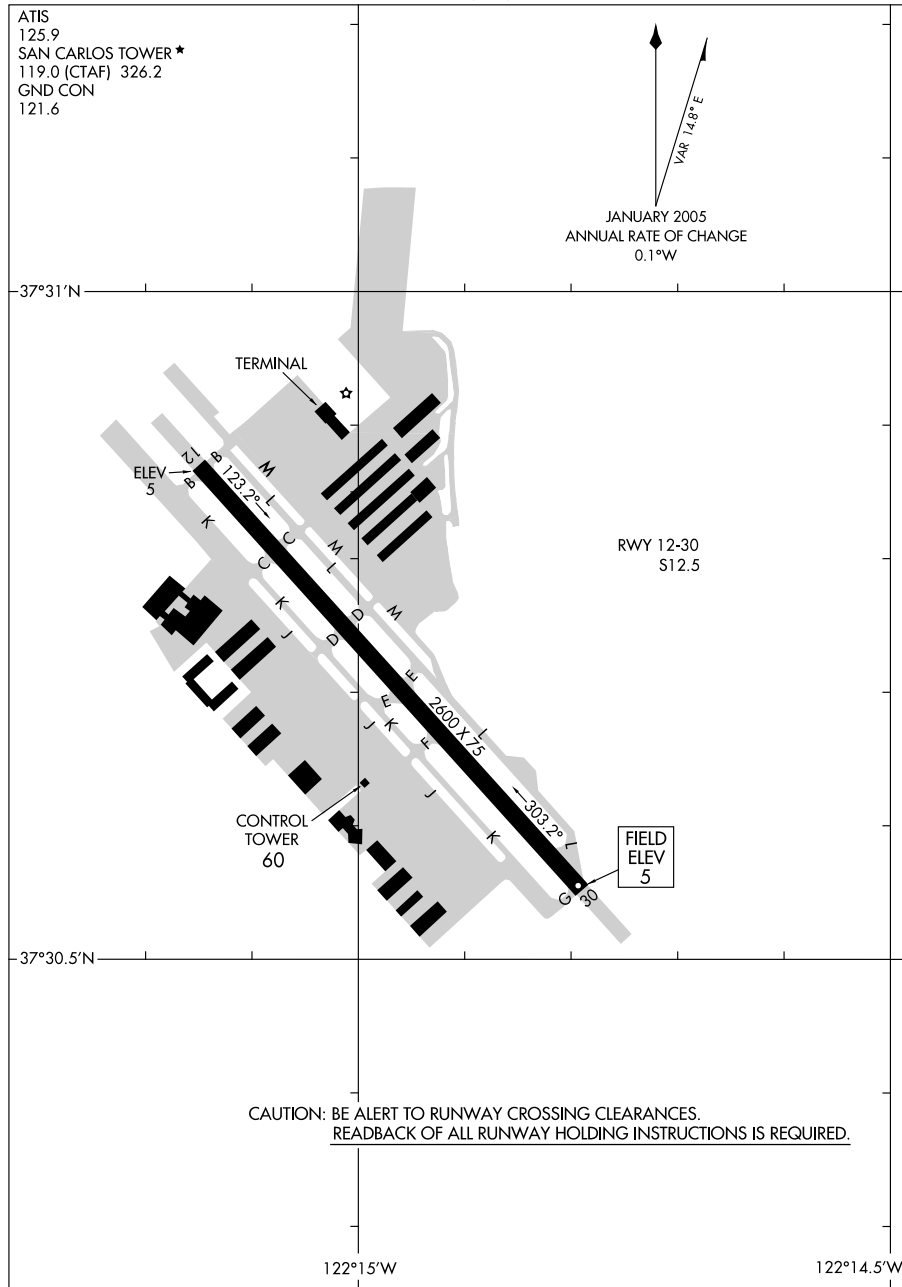 ATIS
125.9
SAN CARLOS TOWER★
119.0 (CTAF) 326.2
GND CON
121.6
VAR 14.8° E
JANUARY 2005
ANNUAL RATE OF CHANGE
0.1°W
37°31'N
TERMINAL
ELEV
5
12
B
B
123.2°
M
L
K
C
C
M
L
RWY 12-30
S12.5
K
J
D
D
M
E
E
J
K
F
2600 X 75
L
J
K
303.2°
L
CONTROL
TOWER
60
FIELD
ELEV
5
G
30
37°30.5'N
CAUTION: BE ALERT TO RUNWAY CROSSING CLEARANCES.
READBACK OF ALL RUNWAY HOLDING INSTRUCTIONS IS REQUIRED.
122°15'W
122°14.5'W